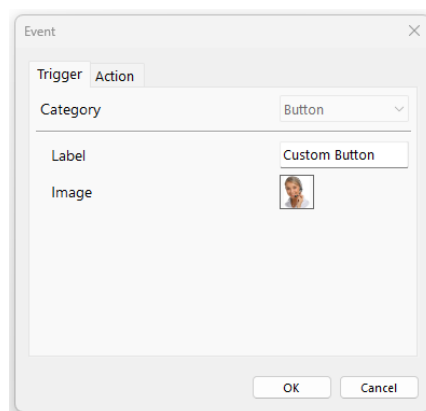 Event
Trigger Action
Category Button
Label Custom Button
Image
OK Cancel